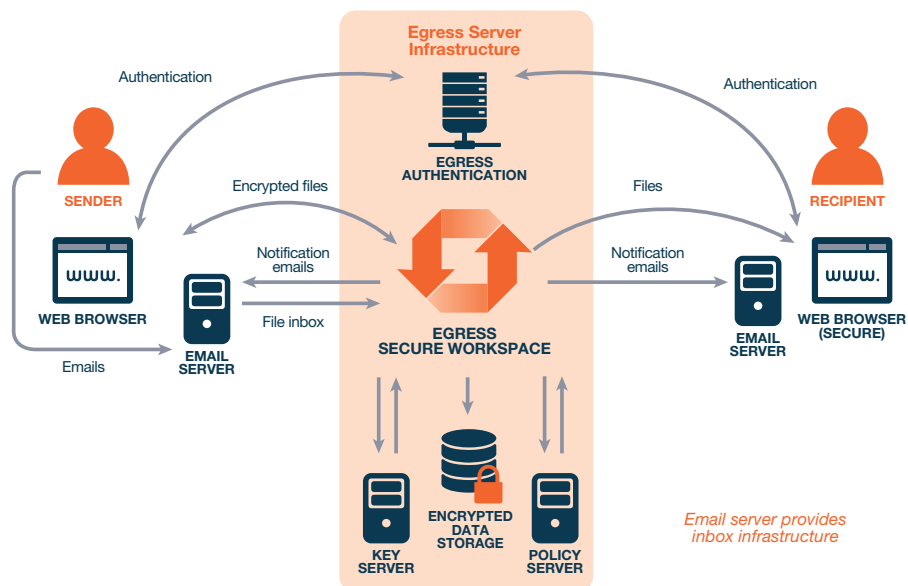 Egress Server
Infrastructure
Authentication
Authentication
EGRESS
AUTHENTICATION
SENDER
RECIPIENT
Encrypted files
Files
www.
WEB BROWSER
Notification
emails
File inbox
EMAIL
SERVER
Emails
EGRESS
SECURE WORKSPACE
Notification
emails
EMAIL
SERVER
www.
WEB BROWSER
(SECURE)
KEY
SERVER
ENCRYPTED
DATA
STORAGE
POLICY
SERVER
Email server provides
inbox infrastructure